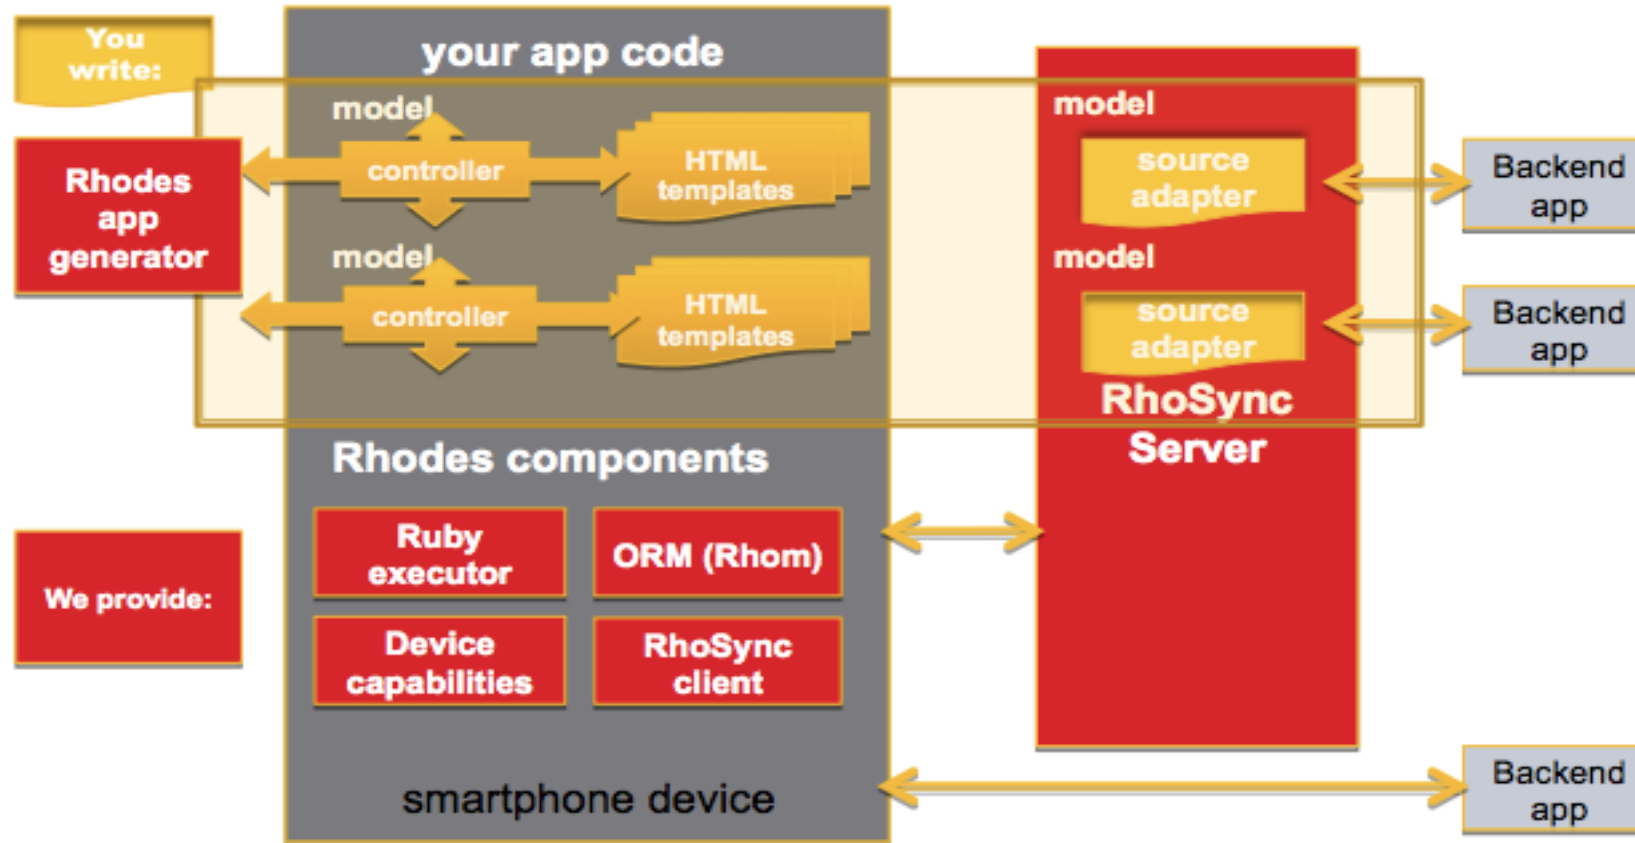 You
write:
your app code
model
controller
HTML
templates
model
controller
HTML
templates
Rhodes
app
generator
model
source
adapter
model
source
adapter
RhoSync
Server
Backend
app
Backend
app
Rhodes components
Ruby
executor
ORM (Rhom)
Device
capabilities
RhoSync
client
We provide:
smartphone device
Backend
app